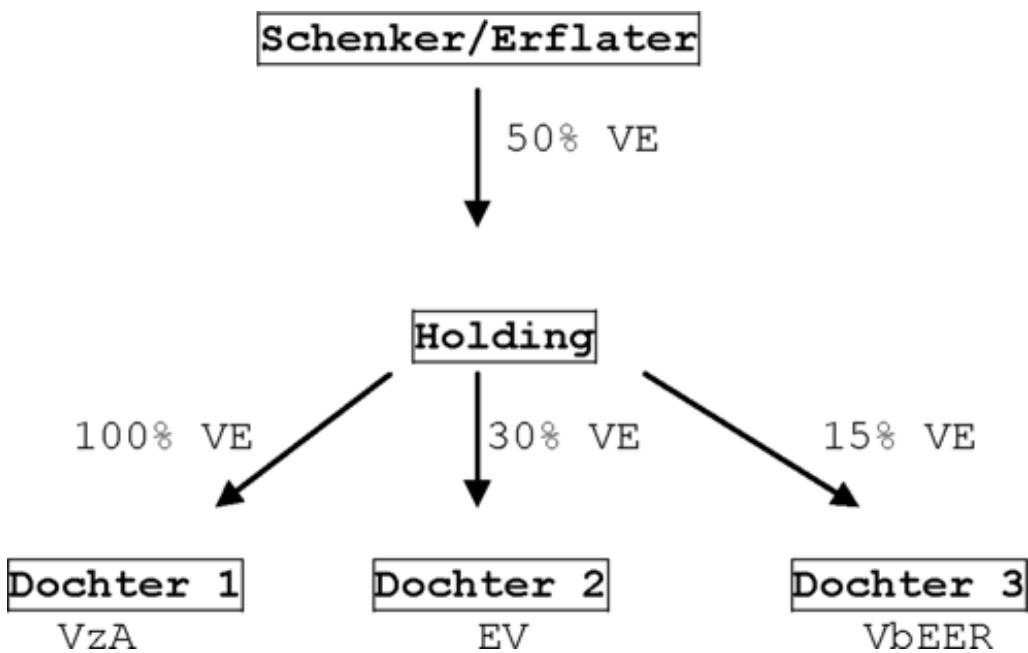 Schenker/Erflater
50% VE
Holding
100% VE 30% VE 15% VE
Dochter 1 Dochter 2 Dochter 3
VzA EV VbEER